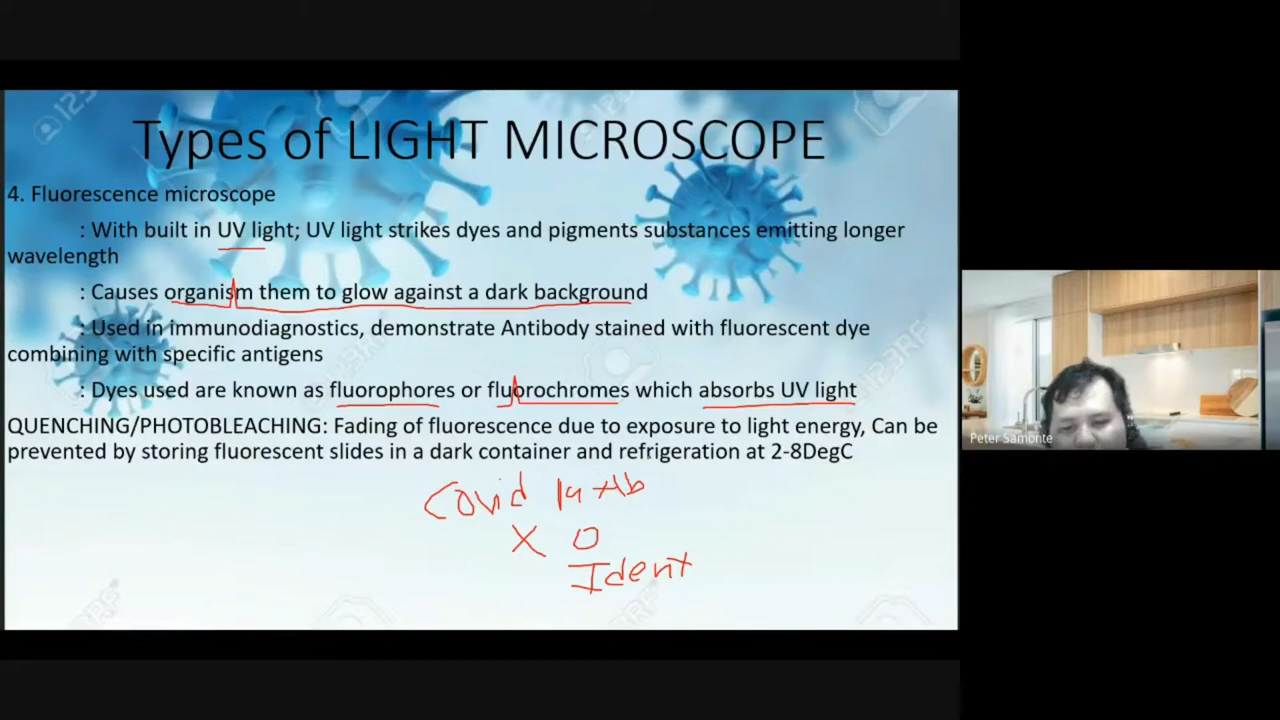 Types of LIGHT MICROSCOPE
4. Fluorescence microscope
: With built in UV light; UV light strikes dyes and pigments substances emitting longer
wavelength
: Causes organism them to glow against a dark background
: Used in immunodiagnostics, demonstrate Antibody stained with fluorescent dye
combining with specific antigens
: Dyes used are known as fluorophores or fluorochromes which absorbs UV light
QUENCHING/PHOTOBLEACHING: Fading of fluorescence due to exposure to light energy, Can be
prevented by storing fluorescent slides in a dark container and refrigeration at 2-8DegC
Covid
X O
Ident
Peter Samonte
123RF